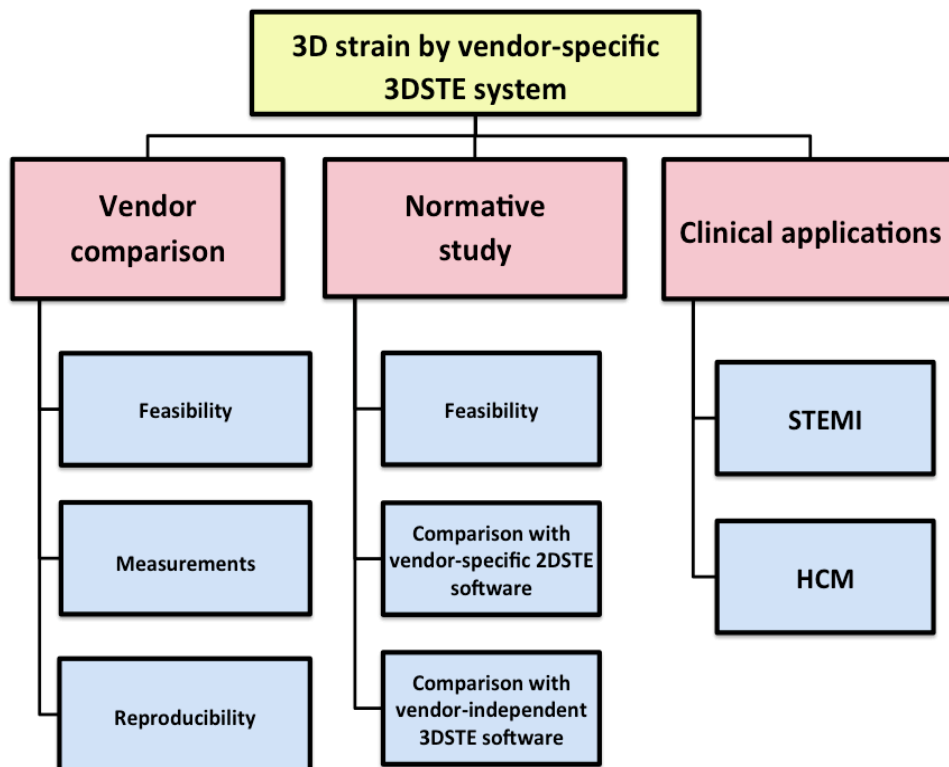 3D strain by vendor-specific
3DSTE system
Vendor
comparison
Normative
study
Clinical applications
Feasibility
Measurements
Reproducibility
Feasibility
Comparison with
vendor-specific 2DSTE
software
Comparison with
vendor-independent
3DSTE software
STEMI
HCM